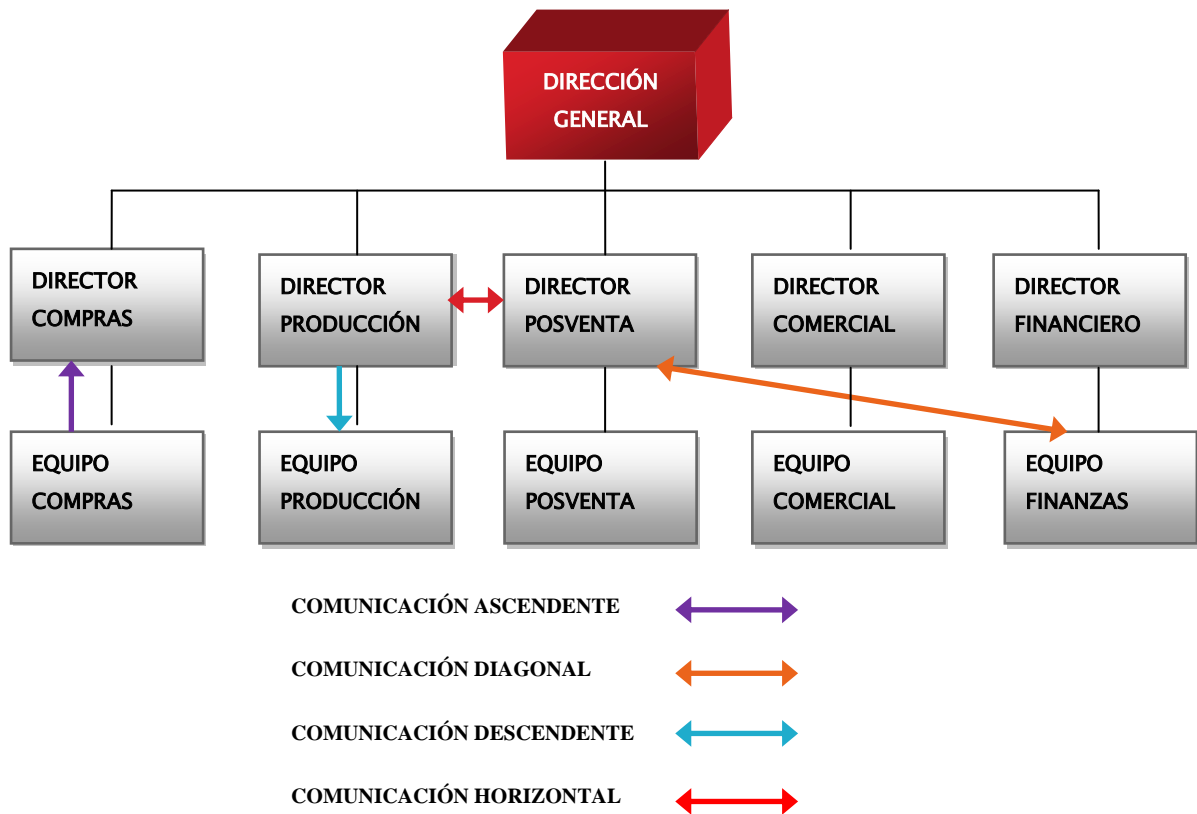 DIRECCIÓN
GENERAL
DIRECTOR
COMPRAS
DIRECTOR
PRODUCCIÓN
DIRECTOR
POSVENTA
DIRECTOR
COMERCIAL
DIRECTOR
FINANCIERO
EQUIPO
COMPRAS
EQUIPO
PRODUCCIÓN
EQUIPO
POSVENTA
EQUIPO
COMERCIAL
EQUIPO
FINANZAS
COMUNICACIÓN ASCENDENTE
COMUNICACIÓN DIAGONAL
COMUNICACIÓN DESCENDENTE
COMUNICACIÓN HORIZONTAL